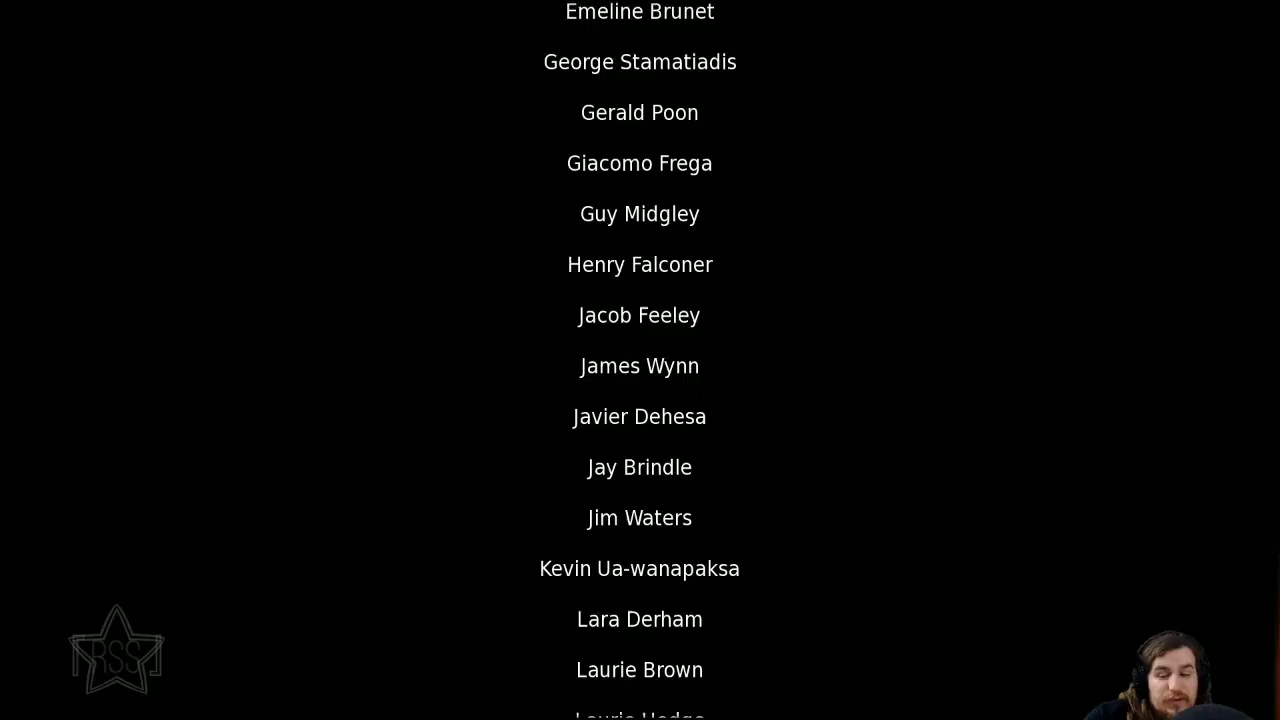 Emeline Brunet
George Stamatiadis
Gerald Poon
Giacomo Frega
Guy Midgley
Henry Falconer
Jacob Feeley
James Wynn
Javier Dehesa
Jay Brindle
Jim Waters
Kevin Ua-wanapaksa
Lara Derham
Laurie Brown
RSS